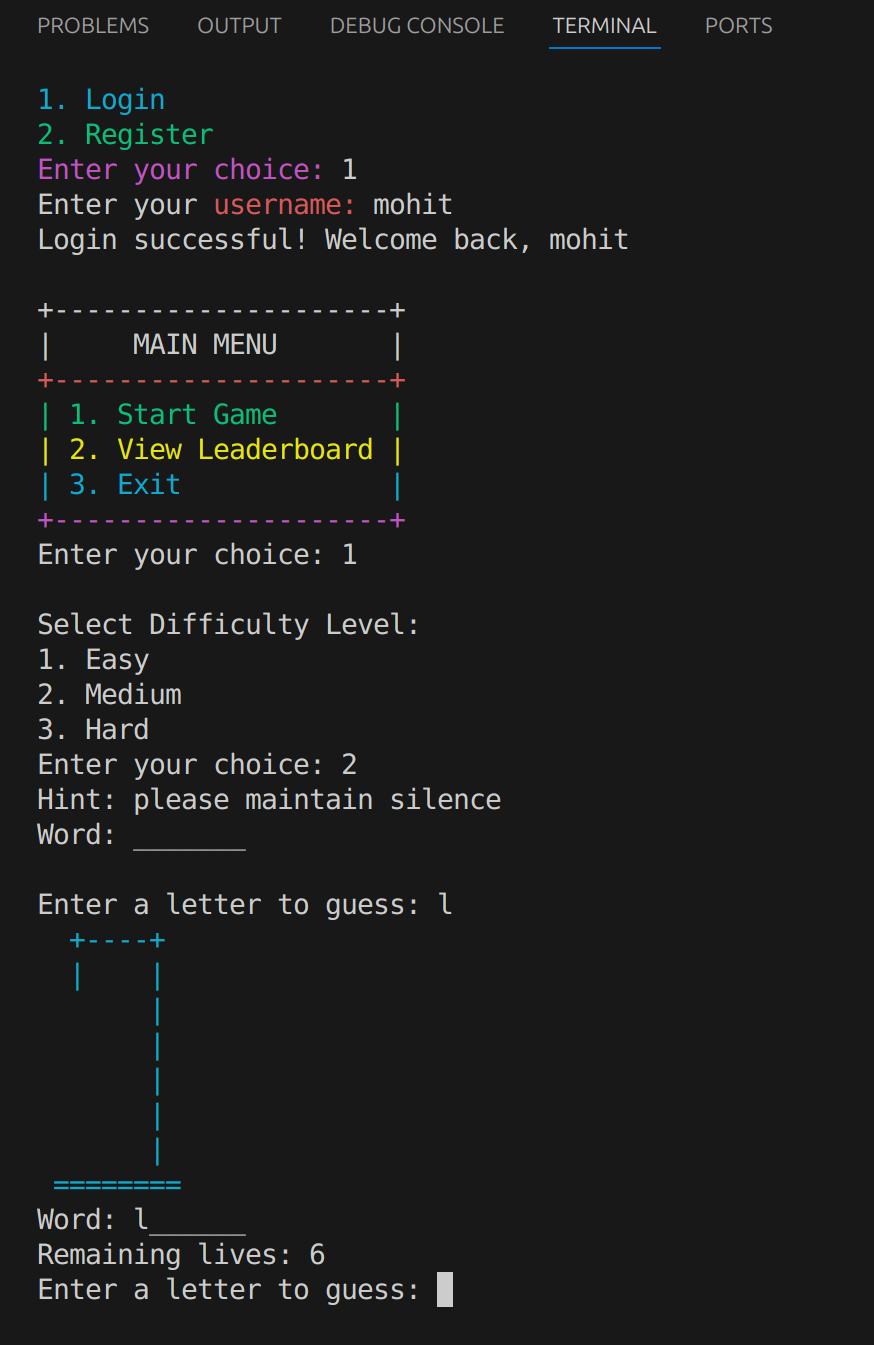 PROBLEMS OUTPUT DEBUG CONSOLE TERMINAL PORTS
1. Login
2. Register
Enter your choice: 1
Enter your username: mohit
Login successful! Welcome back, mohit
+---------------------+
|     MAIN MENU       |
+---------------------+
| 1. Start Game       |
| 2. View Leaderboard |
| 3. Exit             |
+---------------------+
Enter your choice: 1
Select Difficulty Level:
1. Easy
2. Medium
3. Hard
Enter your choice: 2
Hint: please maintain silence
Word: _______
Enter a letter to guess: l
  +----+
  |    |
       |
       |
       |
       |
       |
 ========
Word: l______
Remaining lives: 6
Enter a letter to guess: